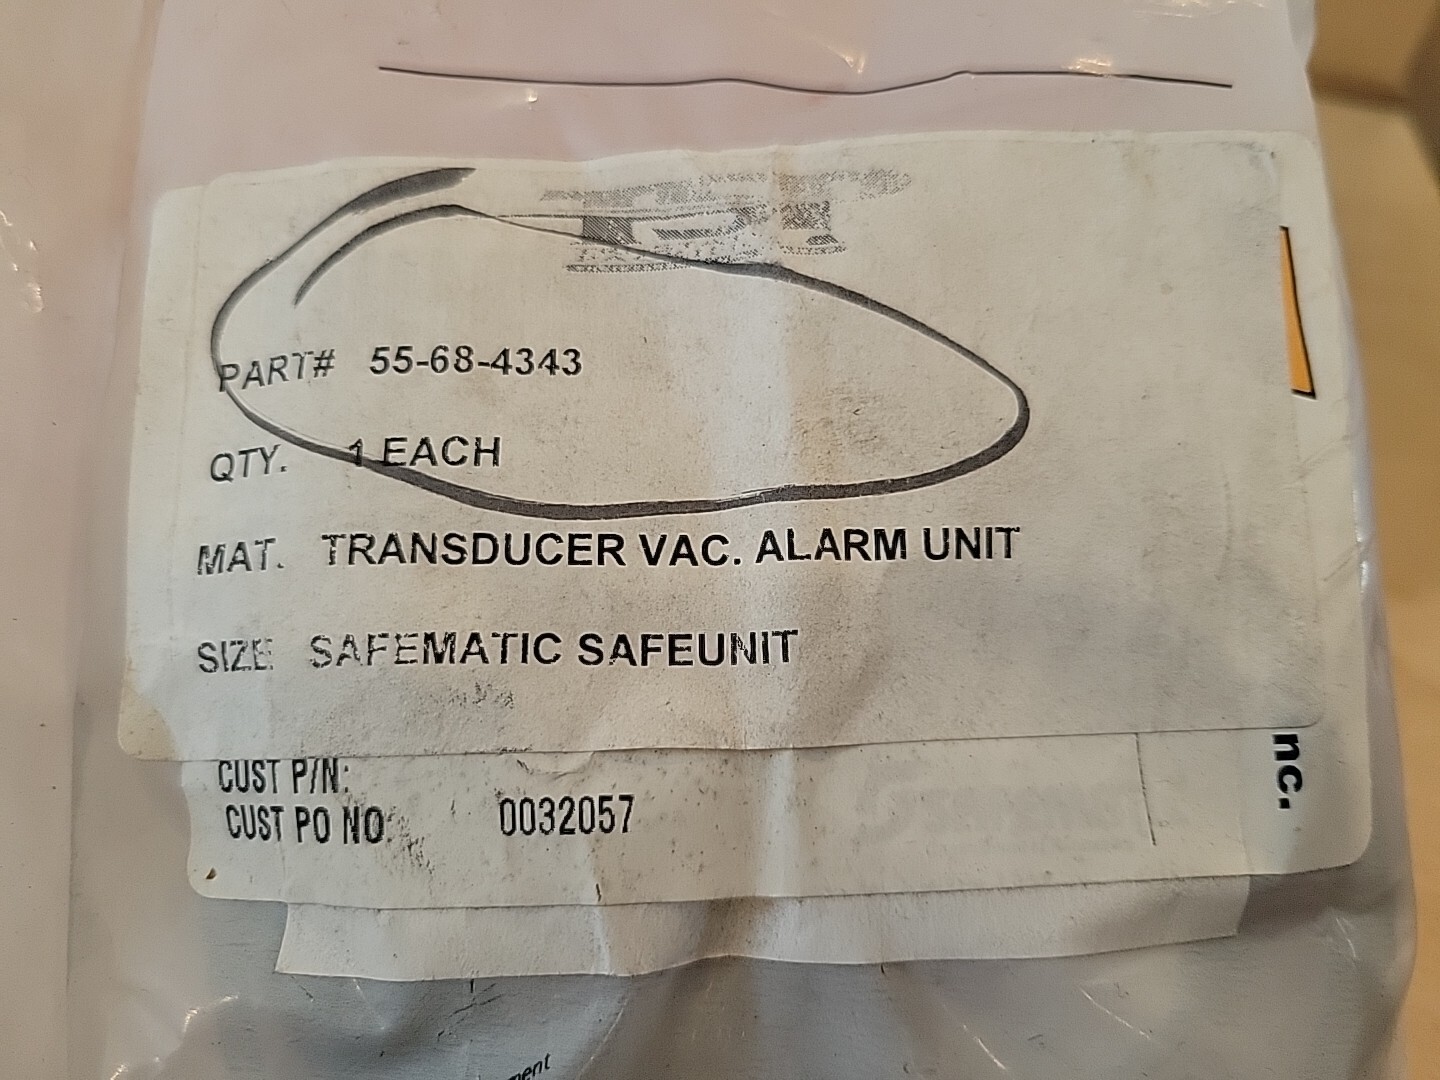 PART# 55-68-4343
QTY. 1 EACH
MAT. TRANSDUCER VAC. ALARM UNIT
SIZE SAFEMATIC SAFEUNIT
CUST P/N:
CUST PO NO: 0032057
nc.
ment